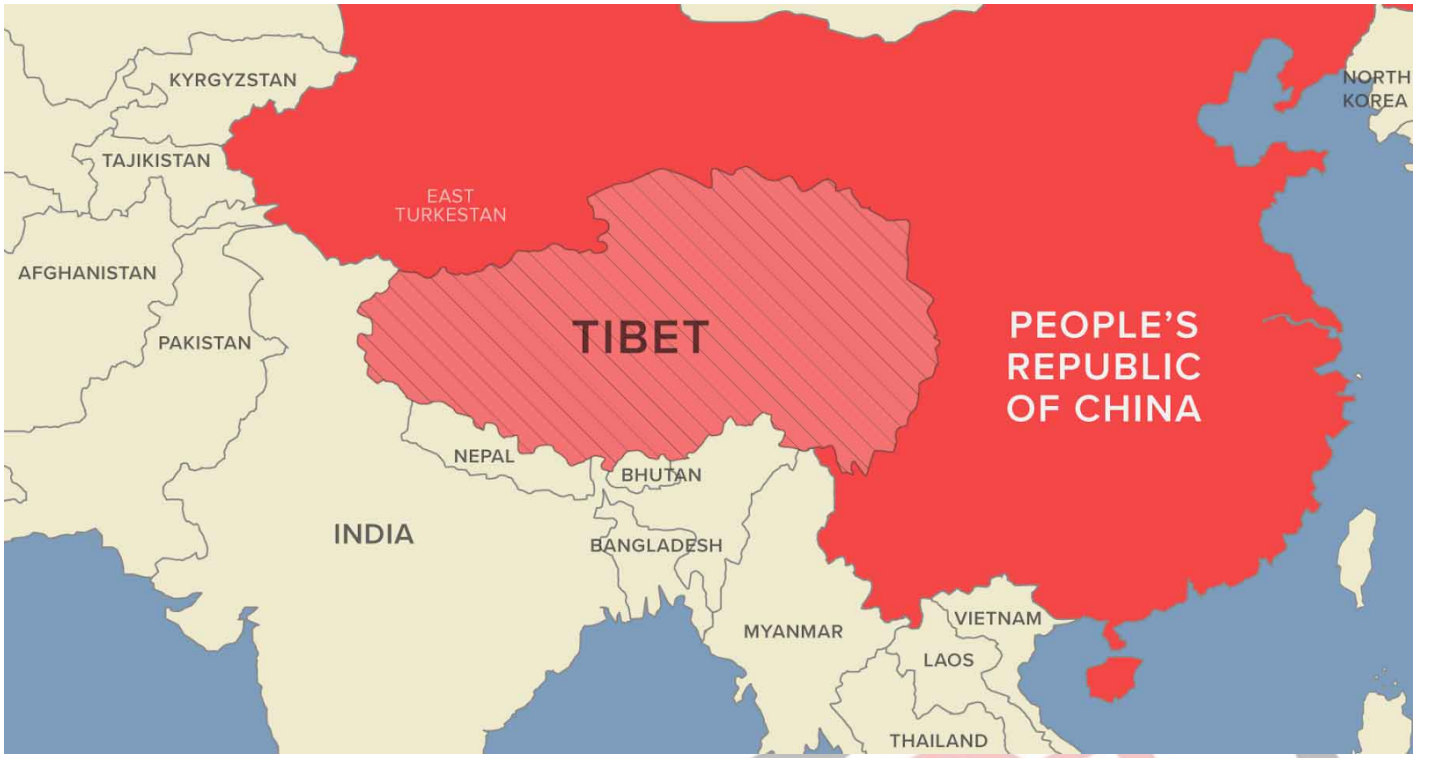 KYRGYZSTAN
NORTH
KOREA
TAJIKISTAN
EAST
TURKESTAN
AFGHANISTAN
TIBET
PEOPLE'S
REPUBLIC
OF CHINA
PAKISTAN
NEPAL
BHUTAN
INDIA
BANGLADESH
MYANMAR
VIETNAM
LAOS
THAILAND